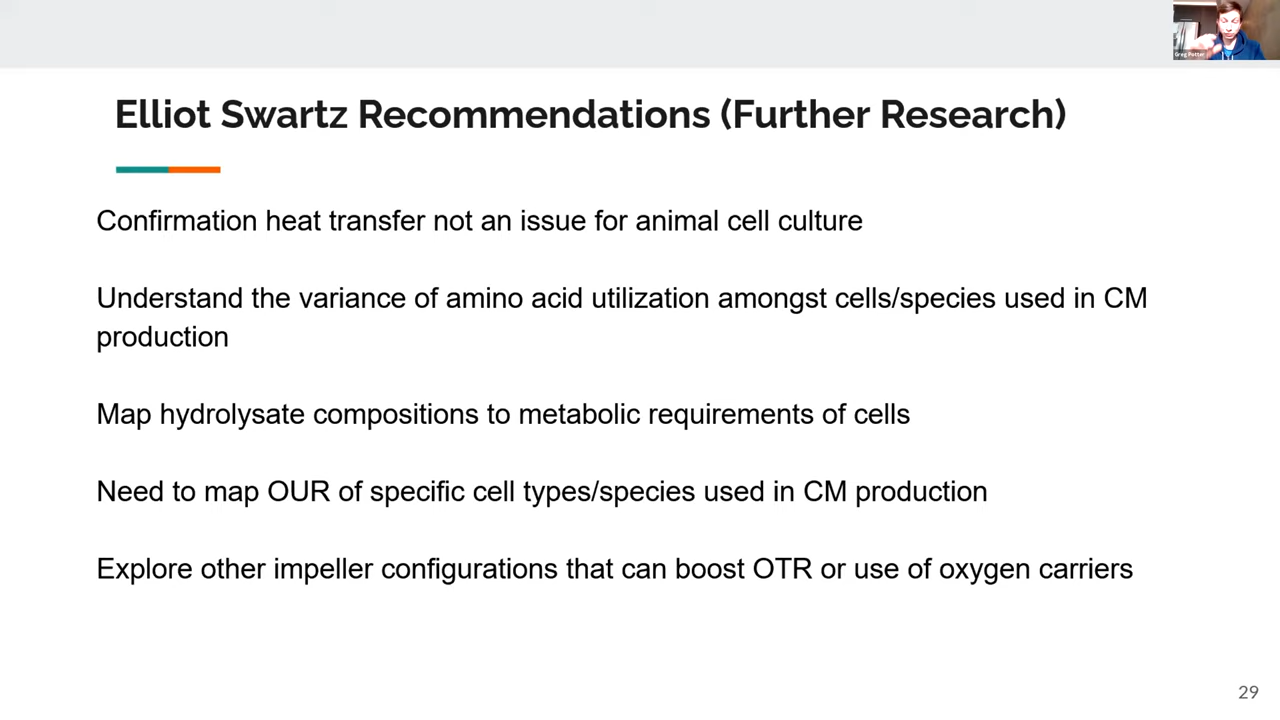 Greg Potter
Elliot Swartz Recommendations (Further Research)
Confirmation heat transfer not an issue for animal cell culture
Understand the variance of amino acid utilization amongst cells/species used in CM
production
Map hydrolysate compositions to metabolic requirements of cells
Need to map OUR of specific cell types/species used in CM production
Explore other impeller configurations that can boost OTR or use of oxygen carriers
29